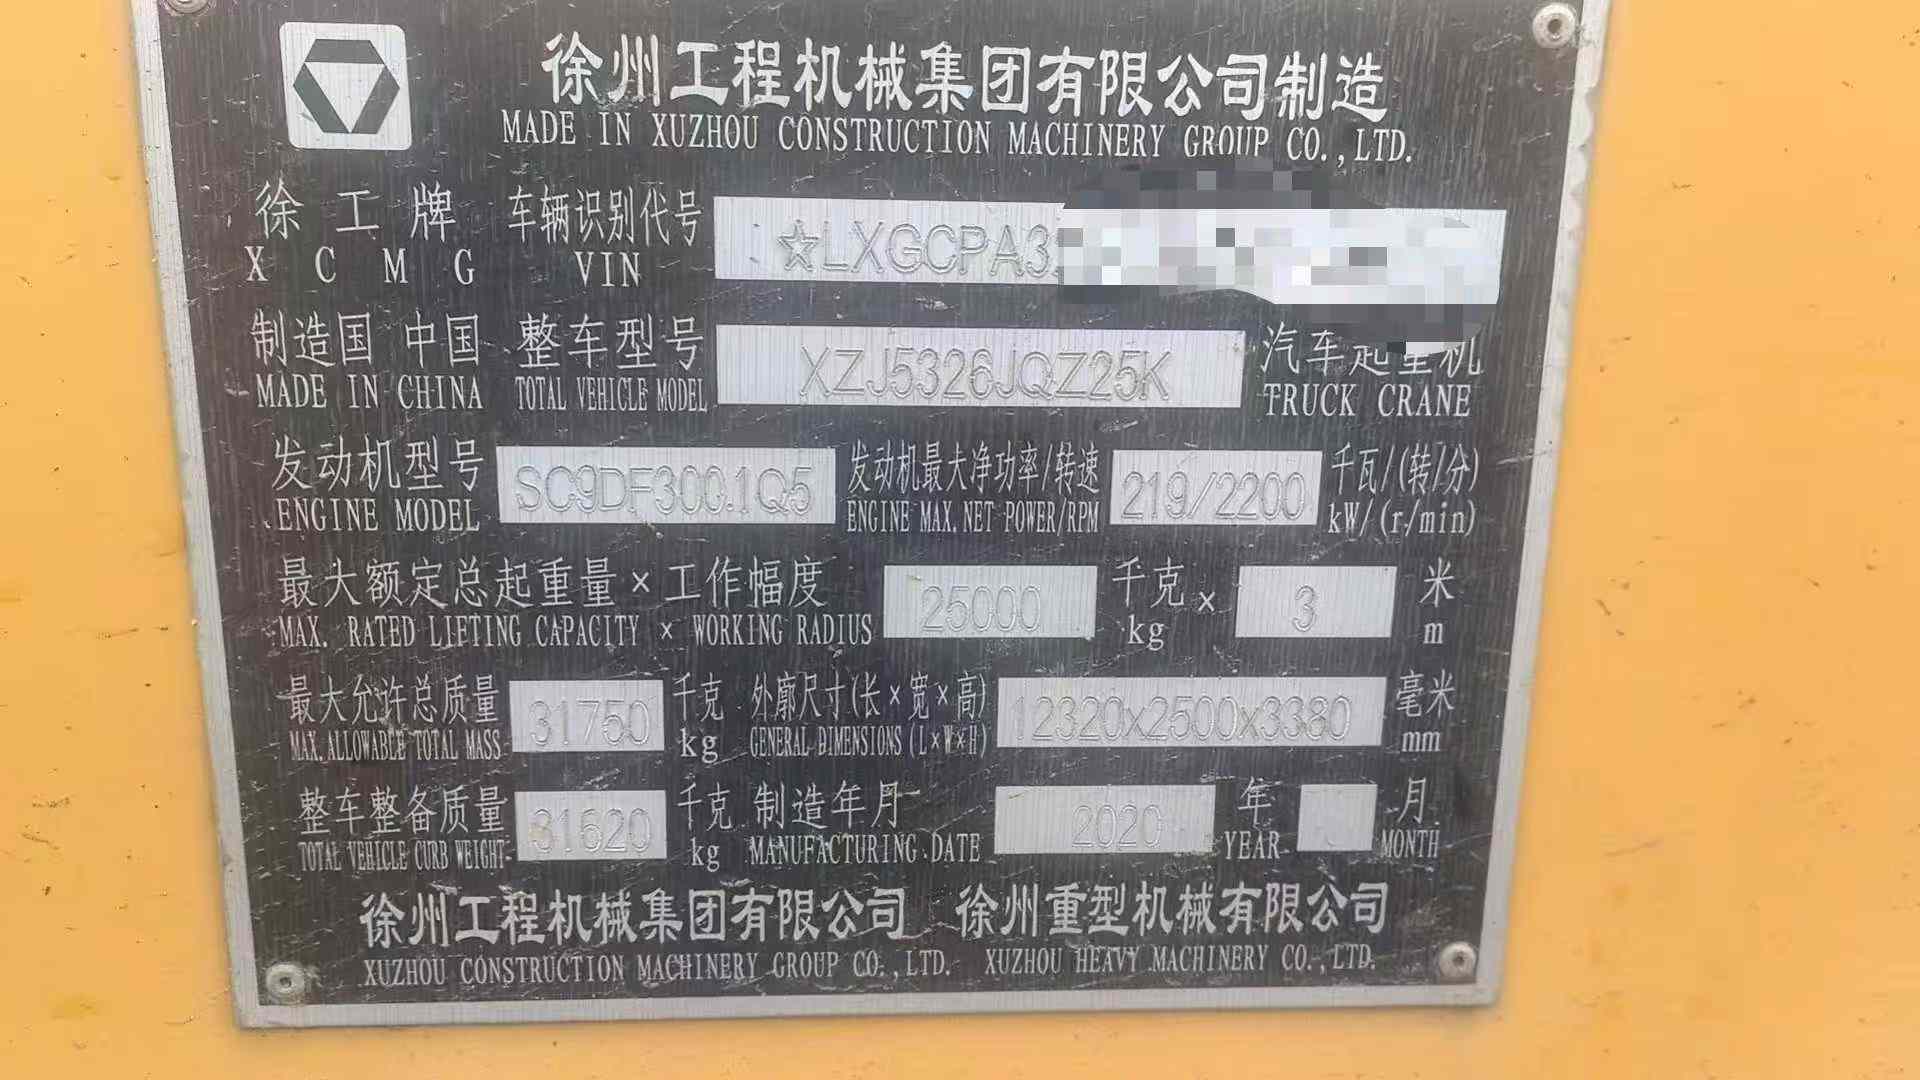 徐州工程机械集团有限公司制造
MADE IN XUZHOU CONSTRUCTION MACHINERY GROUP CO.,LTD.
徐工牌 车辆识别代号 ☆LXGCPA3
XCMG VIN
制造国 中国 整车型号 XZJ5326JQZ25K 汽车起重机
MADE IN CHINA TOTAL VEHICLE MODEL TRUCK CRANE
发动机型号 SC9DF300.1Q5 发动机最大净功率/转速 219/2200 千瓦/(转/分)
ENGINE MODEL ENGINE MAX.NET POWER/RPM kW/(r/min)
最大额定总起重量×工作幅度 25000 千克 × 3 米
MAX. RATED LIFTING CAPACITY × WORKING RADIUS kg m
最大允许总质量 31750 千克 外廓尺寸(长×宽×高) 12320x2500x3380 毫米
MAX.ALLOWABLE TOTAL MASS kg GENERAL DIMENSIONS (L×W×H) mm
整车整备质量 31620 千克 制造年月 2020 年 月
TOTAL VEHICLE CURB WEIGHT kg MANUFACTURING DATE YEAR MONTH
徐州工程机械集团有限公司 徐州重型机械有限公司
XUZHOU CONSTRUCTION MACHINERY GROUP CO.,LTD. XUZHOU HEAVY MACHINERY CO.,LTD.